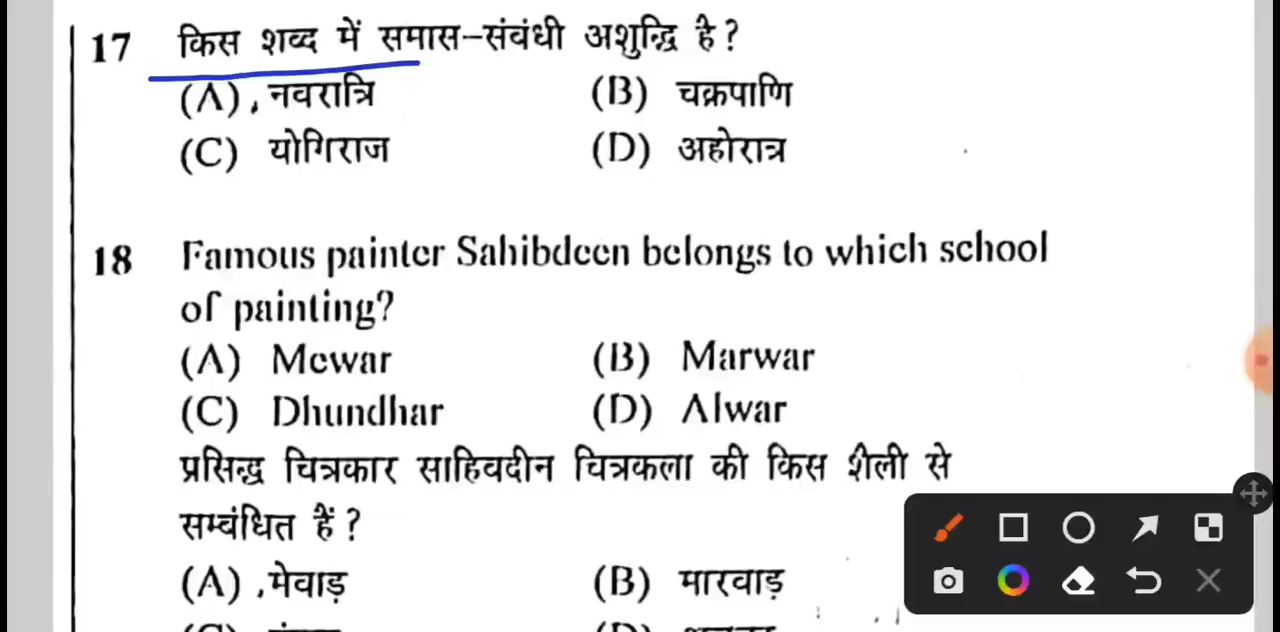 17 किस शब्द में समास-संबंधी अशुद्धि है ?
(A) नवरात्रि (B) चक्रपाणि
(C) योगिराज (D) अहोरात्र
18 Famous painter Sahibdeen belongs to which school
of painting?
(A) Mewar (B) Marwar
(C) Dhundhar (D) Alwar
प्रसिद्ध चित्रकार साहिबदीन चित्रकला की किस शैली से
सम्बंधित हैं ?
(A) मेवाड़ (B) मारवाड़